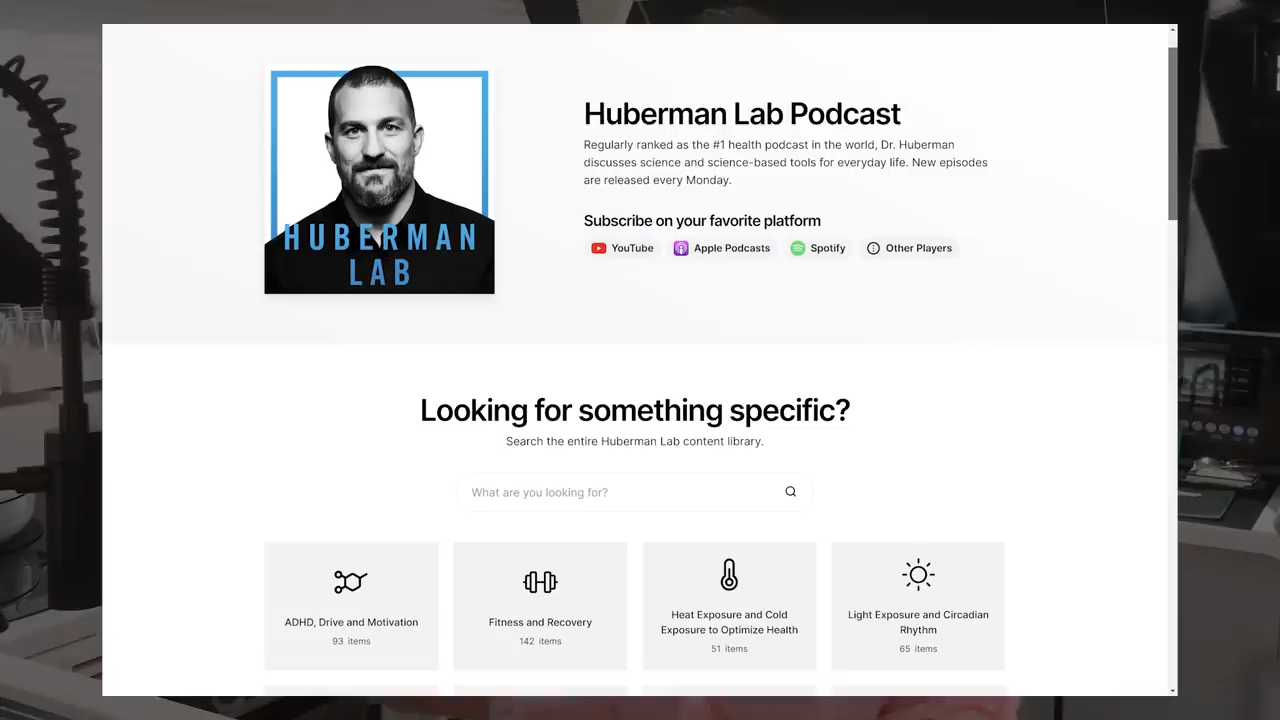 HUBERMAN
LAB
Huberman Lab Podcast
Regularly ranked as the #1 health podcast in the world, Dr. Huberman
discusses science and science-based tools for everyday life. New episodes
are released every Monday.
Subscribe on your favorite platform
YouTube
Apple Podcasts
Spotify
Other Players
Looking for something specific?
Search the entire Huberman Lab content library.
What are you looking for?
ADHD, Drive and Motivation
93 items
Fitness and Recovery
142 items
Heat Exposure and Cold
Exposure to Optimize Health
51 items
Light Exposure and Circadian
Rhythm
65 items